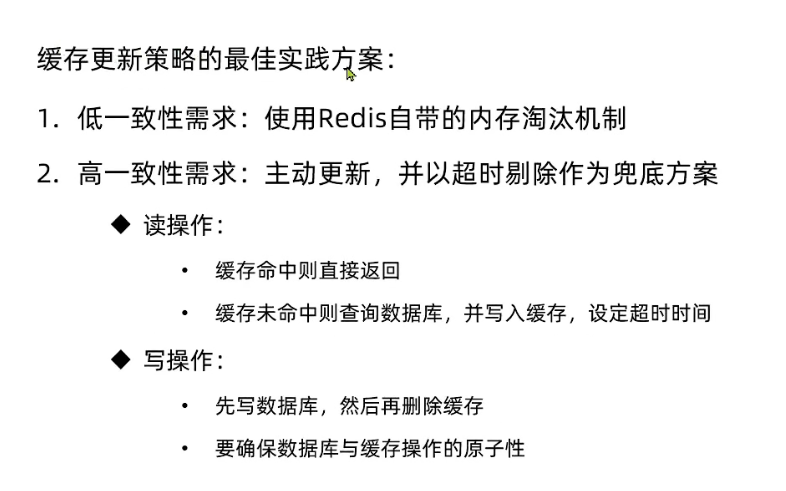 缓存更新策略的最佳实践方案：
1. 低一致性需求：使用Redis自带的内存淘汰机制
2. 高一致性需求：主动更新，并以超时剔除作为兜底方案
◆ 读操作：
• 缓存命中则直接返回
• 缓存未命中则查询数据库，并写入缓存，设定超时时间
◆ 写操作：
• 先写数据库，然后再删除缓存
• 要确保数据库与缓存操作的原子性